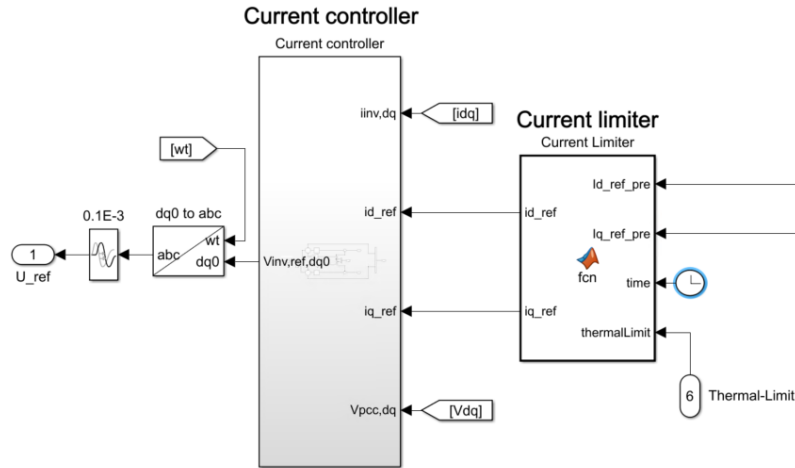 Current controller
Current controller
iinv,dq
[idq]
Current limiter
Current Limiter
[wt]
Id_ref_pre
0.1E-3
dq0 to abc
id_ref
id_ref
Iq_ref_pre
1
abc
wt
dq0
Vinv,ref,dq0
U_ref
fcn
time
iq_ref
iq_ref
thermalLimit
6
Thermal-Limit
Vpcc,dq
[Vdq]